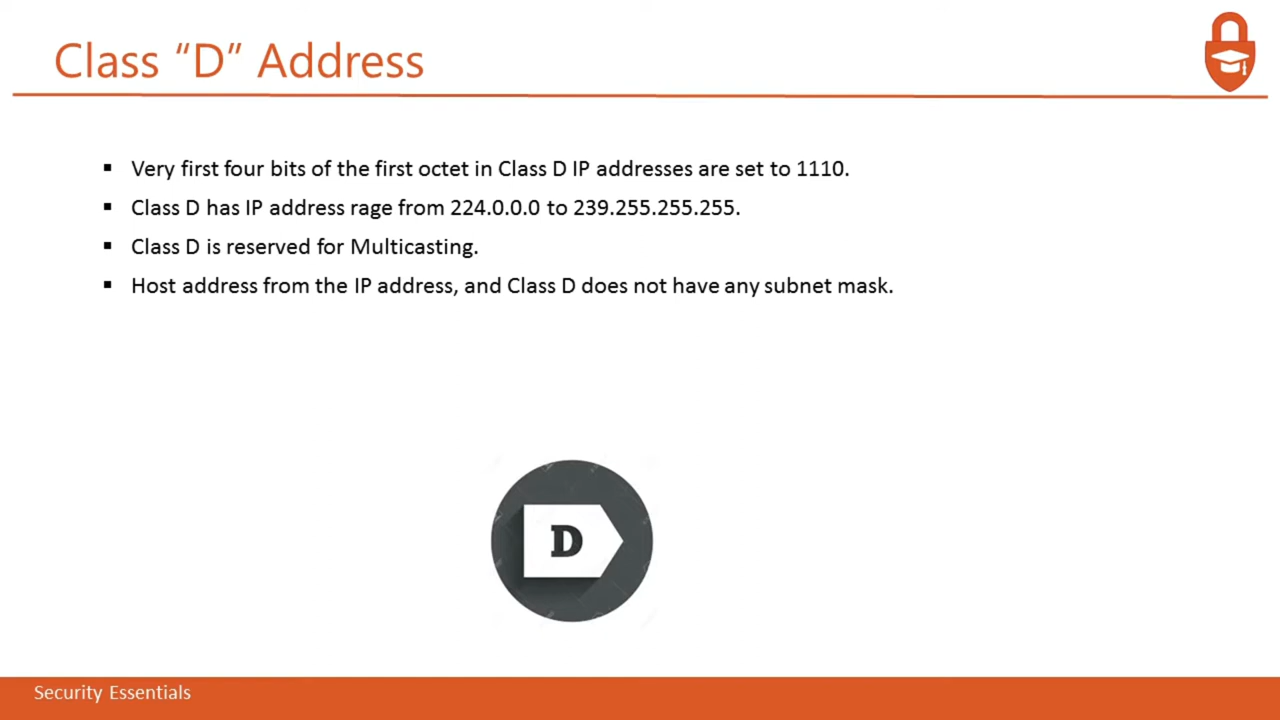 Class “D” Address
▪ Very first four bits of the first octet in Class D IP addresses are set to 1110.
▪ Class D has IP address rage from 224.0.0.0 to 239.255.255.255.
▪ Class D is reserved for Multicasting.
▪ Host address from the IP address, and Class D does not have any subnet mask.
D
Security Essentials